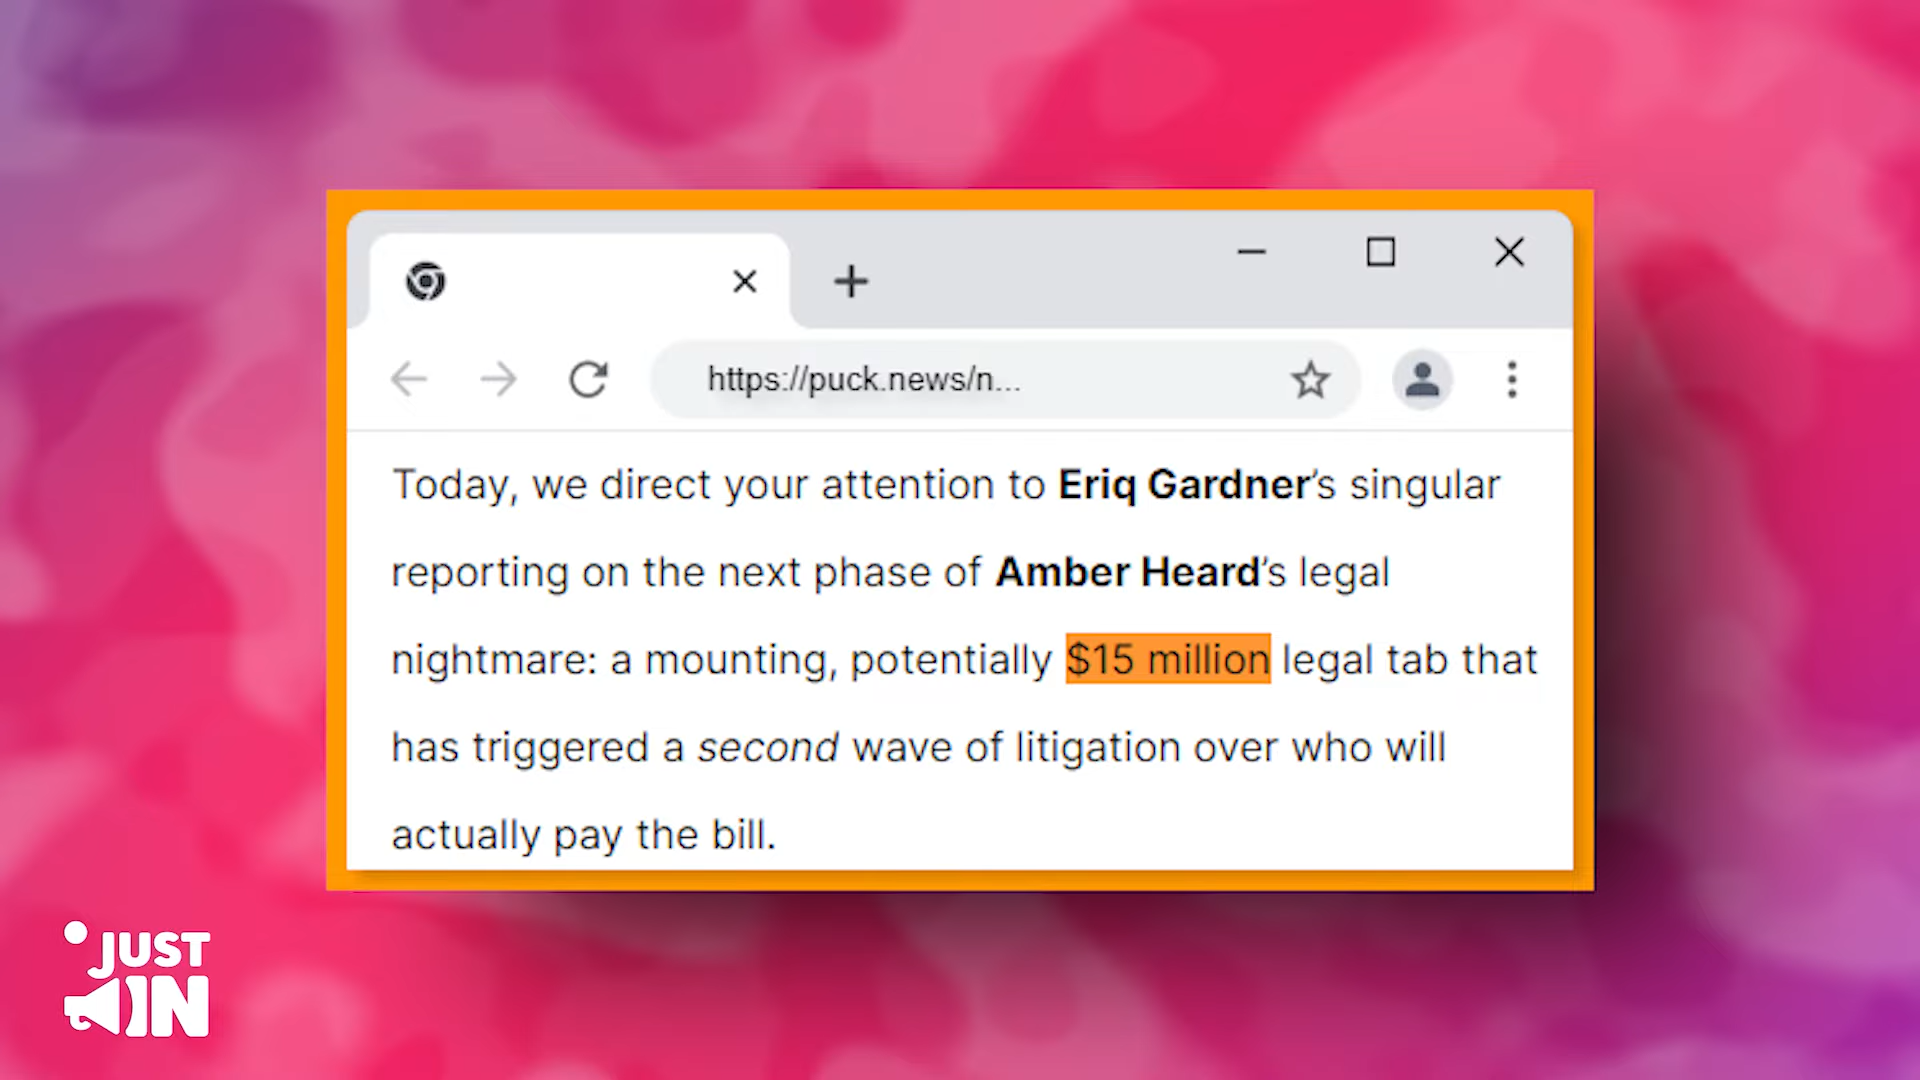 https://puck.news/n...
Today, we direct your attention to Eriq Gardner's singular
reporting on the next phase of Amber Heard's legal
nightmare: a mounting, potentially $15 million legal tab that
has triggered a second wave of litigation over who will
actually pay the bill.
JUST
IN